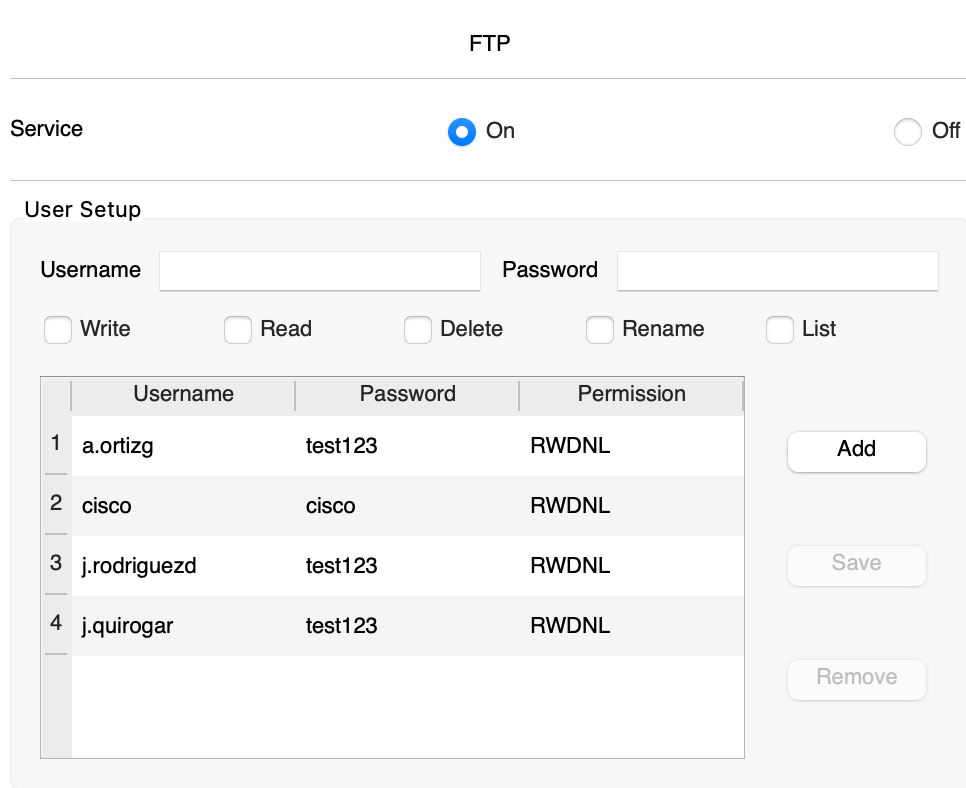 FTP
Service On Off
User Setup
Username Password
Write Read Delete Rename List
Username Password Permission
1 a.ortizg test123 RWDNL
Add
2 cisco cisco RWDNL
3 j.rodriguezd test123 RWDNL
Save
4 j.quirogar test123 RWDNL
Remove